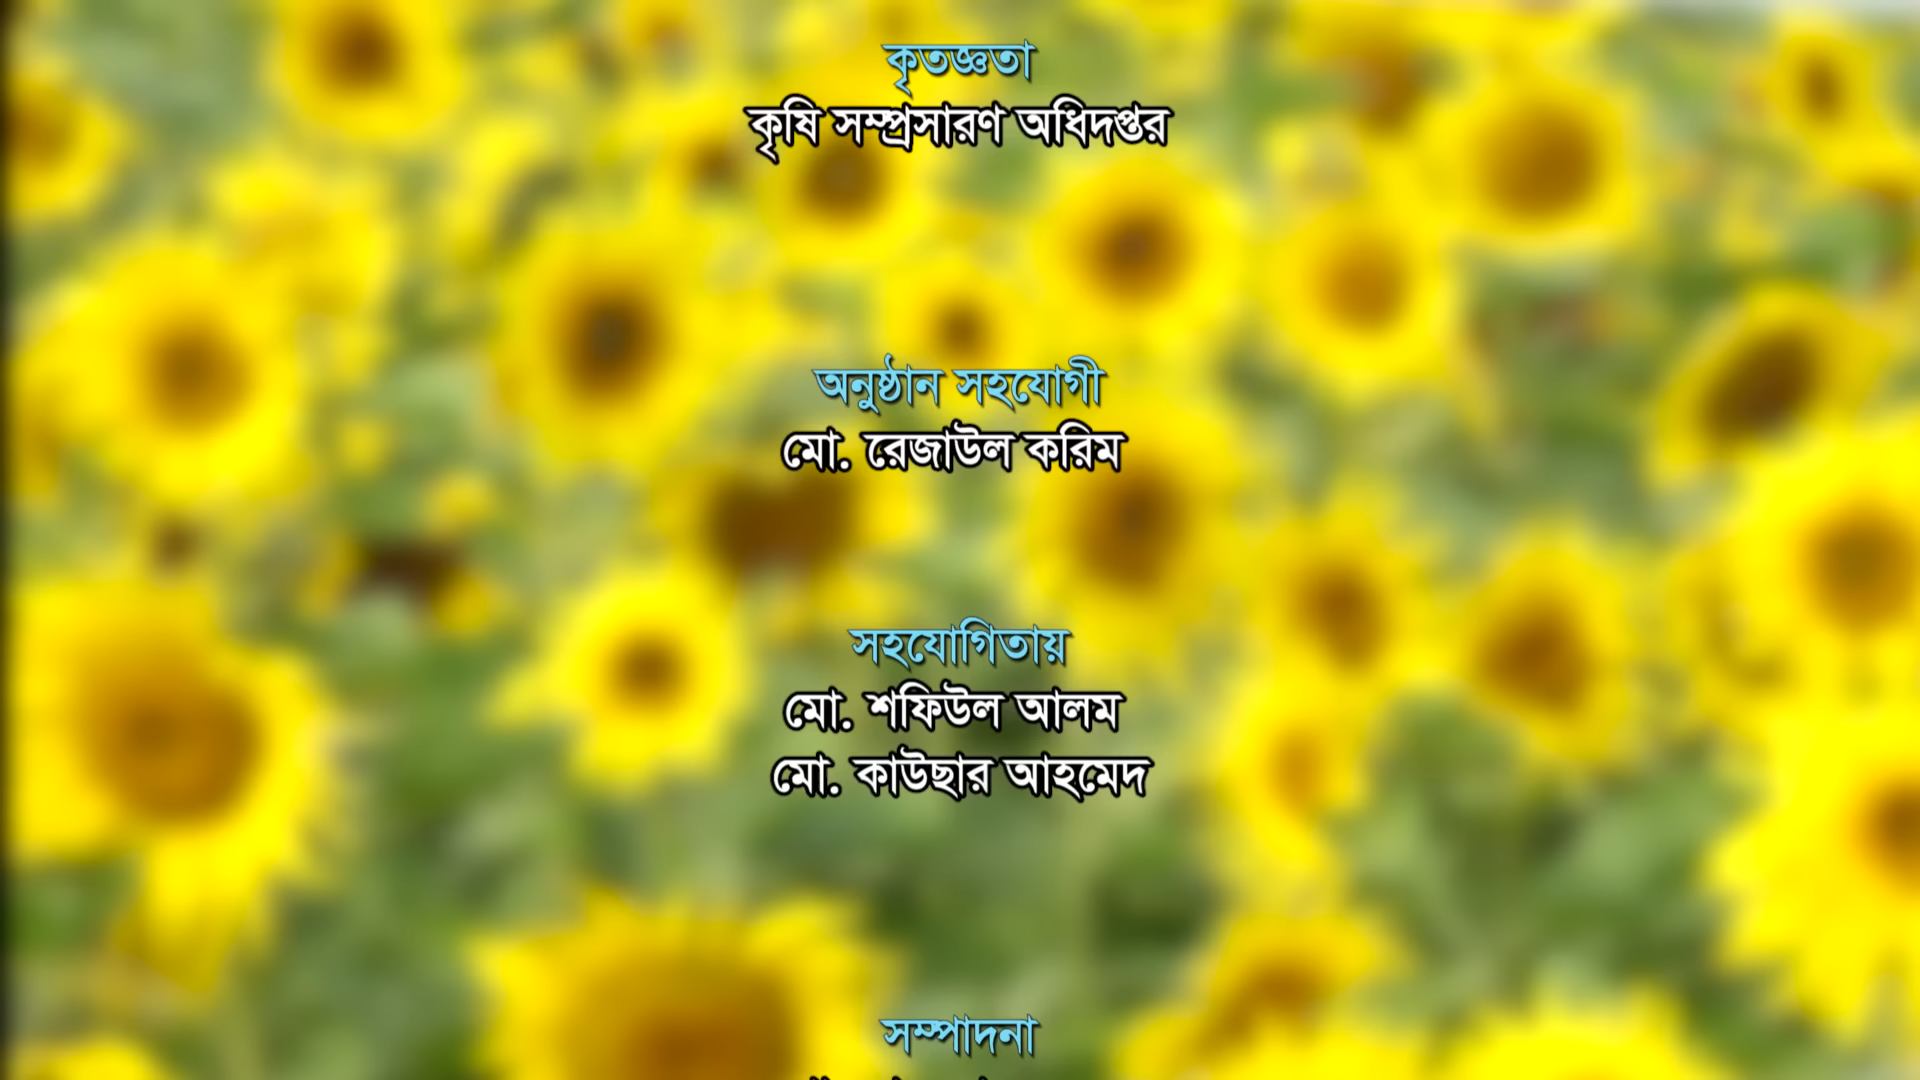 কৃতজ্ঞতা
কৃষি সম্প্রসারণ অধিদপ্তর
অনুষ্ঠান সহযোগী
মো. রেজাউল করিম
সহযোগিতায়
মো. শফিউল আলম
মো. কাউছার আহমেদ
সম্পাদনা